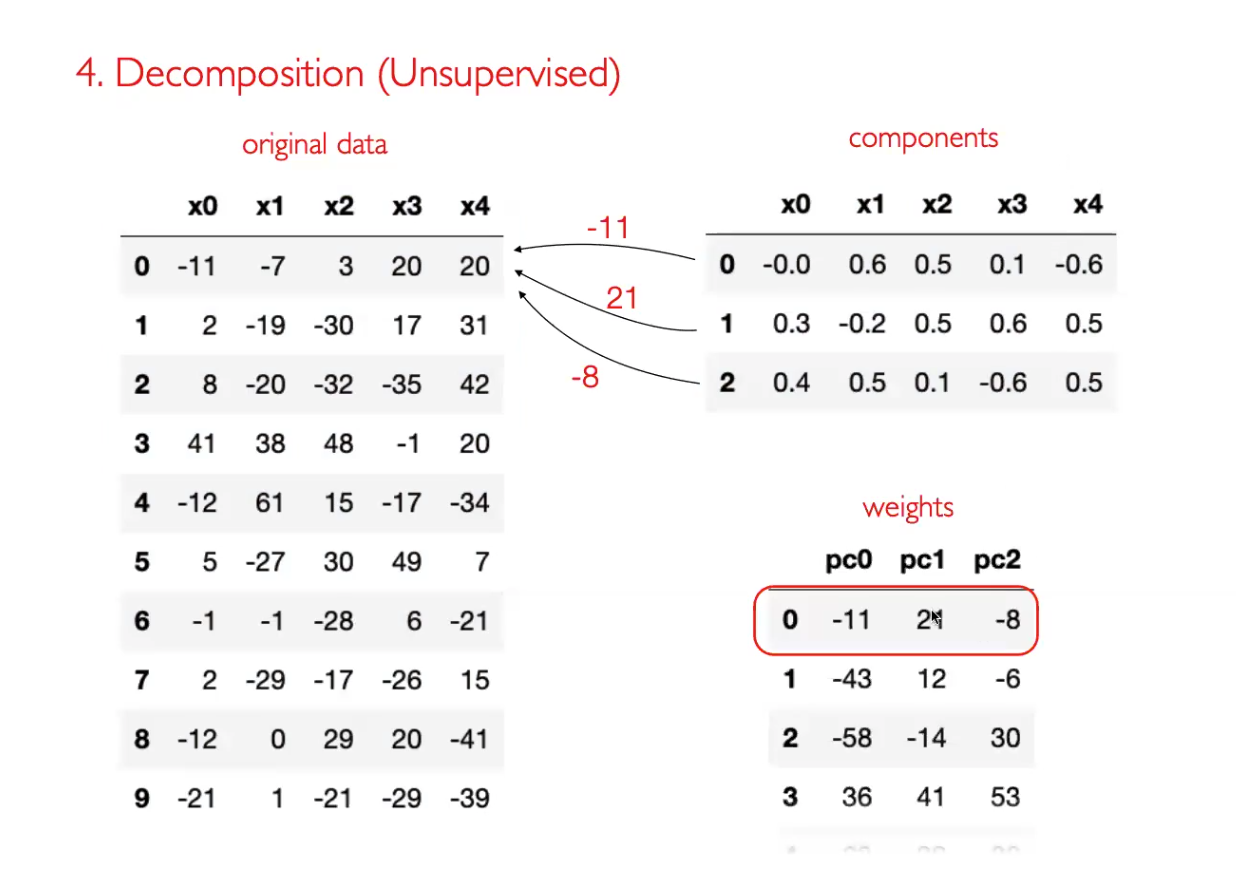 4. Decomposition (Unsupervised)
original data
x0 x1 x2 x3 x4
0 -11 -7 3 20 20
1 2 -19 -30 17 31
2 8 -20 -32 -35 42
3 41 38 48 -1 20
4 -12 61 15 -17 -34
5 5 -27 30 49 7
6 -1 -1 -28 6 -21
7 2 -29 -17 -26 15
8 -12 0 29 20 -41
9 -21 1 -21 -29 -39
-11
21
-8
components
x0 x1 x2 x3 x4
0 -0.0 0.6 0.5 0.1 -0.6
1 0.3 -0.2 0.5 0.6 0.5
2 0.4 0.5 0.1 -0.6 0.5
weights
pc0 pc1 pc2
0 -11 21 -8
1 -43 12 -6
2 -58 -14 30
3 36 41 53